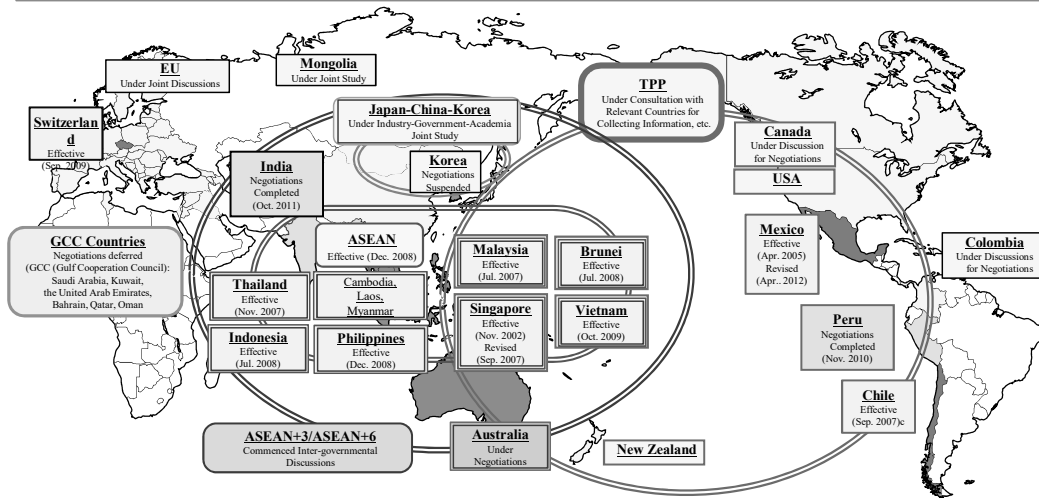 EU
Under Joint Discussions
Mongolia
Under Joint Study
TPP
Under Consultation with
Relevant Countries for
Collecting Information, etc.
Switzerlan
d
Effective
(Sep. 2009)
Japan-China-Korea
Under Industry-Government-Academia
Joint Study
Canada
Under Discussion
for Negotiations
India
Negotiations
Completed
(Oct. 2011)
Korea
Negotiations
Suspended
USA
GCC Countries
Negotiations deferred
(GCC (Gulf Cooperation Council):
Saudi Arabia, Kuwait,
the United Arab Emirates,
Bahrain, Qatar, Oman
ASEAN
Effective (Dec. 2008)
Malaysia
Effective
(Jul. 2007)
Brunei
Effective
(Jul. 2008)
Mexico
Effective
(Apr. 2005)
Revised
(Apr.. 2012)
Colombia
Under Discussions
for Negotiations
Thailand
Effective
(Nov. 2007)
Cambodia,
Laos,
Myanmar
Singapore
Effective
(Nov. 2002)
Revised
(Sep. 2007)
Vietnam
Effective
(Oct. 2009)
Peru
Negotiations
Completed
(Nov. 2010)
Indonesia
Effective
(Jul. 2008)
Philippines
Effective
(Dec. 2008)
Chile
Effective
(Sep. 2007)c
ASEAN+3/ASEAN+6
Commenced Inter-governmental
Discussions
Australia
Under
Negotiations
New Zealand